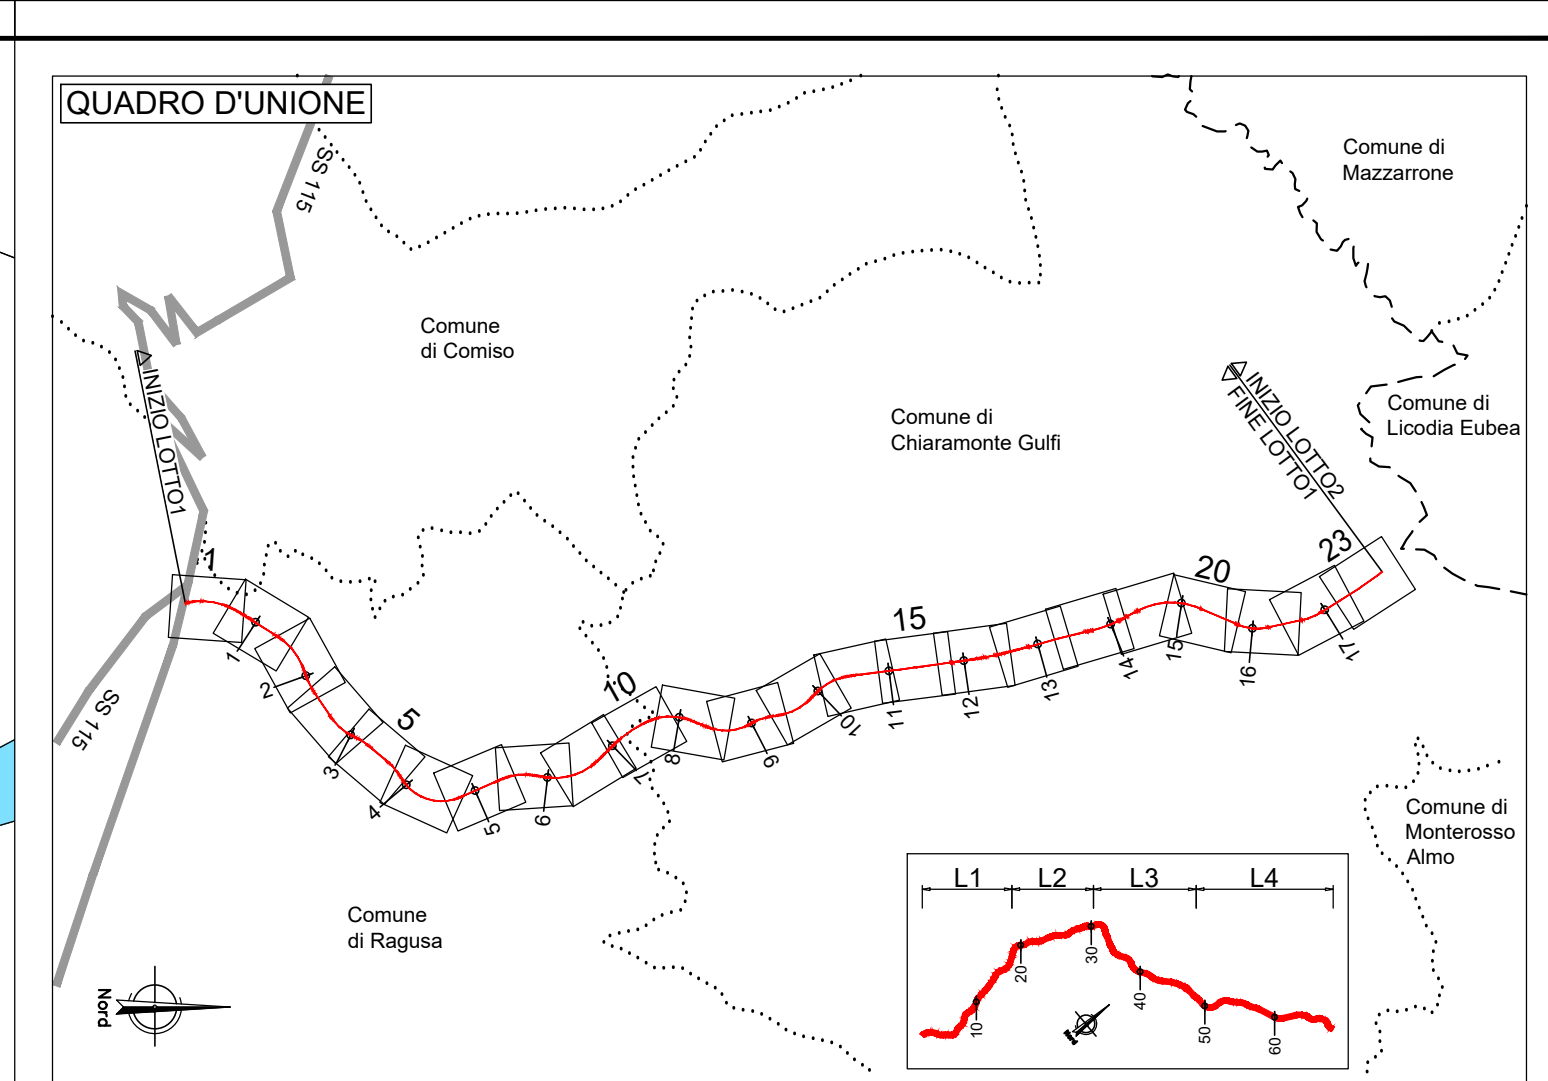 QUADRO D'UNIONE
SS 115
Comune di
Mazzarrone
Comune
di Comiso
INIZIO LOTTO1
Comune di
Chiaramonte Gulfi
INIZIO LOTTO2
FINE LOTTO1
Comune di
Licodia Eubea
1
5
10
15
20
23
1
2
3
4
5
6
7
8
9
10
11
12
13
14
15
16
17
SS 115
Comune di
Monterosso
Almo
Comune
di Ragusa
Nord
L1
L2
L3
L4
10
20
30
40
50
60